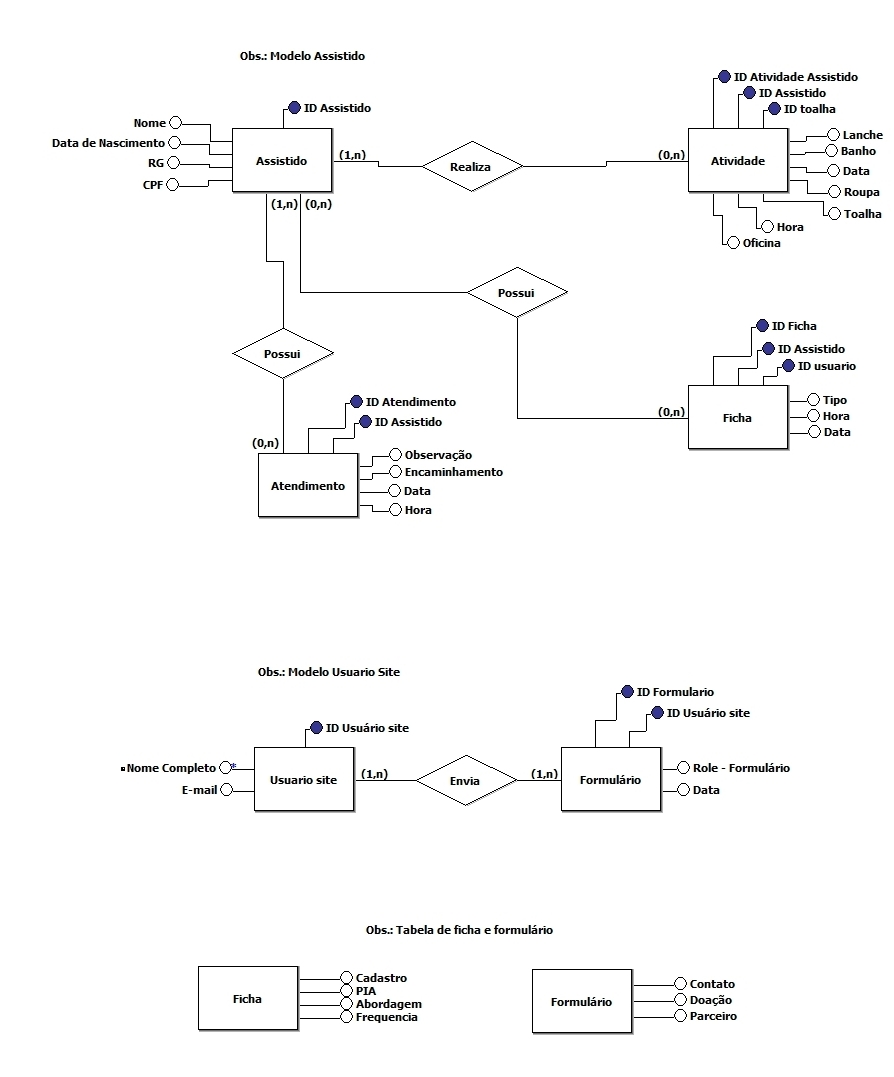 Obs.: Modelo Assistido
ID Assistido
Nome
Data de Nascimento
RG
CPF
Assistido
(1,n)
(1,n)
(0,n)
Realiza
(0,n)
ID Atividade Assistido
ID Assistido
ID toalha
Atividade
Lanche
Banho
Data
Roupa
Toalha
Hora
Oficina
Possui
Possui
ID Ficha
ID Assistido
ID usuario
(0,n)
Ficha
Tipo
Hora
Data
ID Atendimento
ID Assistido
(0,n)
Atendimento
Observação
Encaminhamento
Data
Hora
Obs.: Modelo Usuario Site
ID Usuário site
Nome Completo *
E-mail
Usuario site
(1,n)
Envia
(1,n)
ID Formulario
ID Usuário site
Formulário
Role - Formulário
Data
Obs.: Tabela de ficha e formulário
Ficha
Cadastro
PIA
Abordagem
Frequencia
Formulário
Contato
Doação
Parceiro